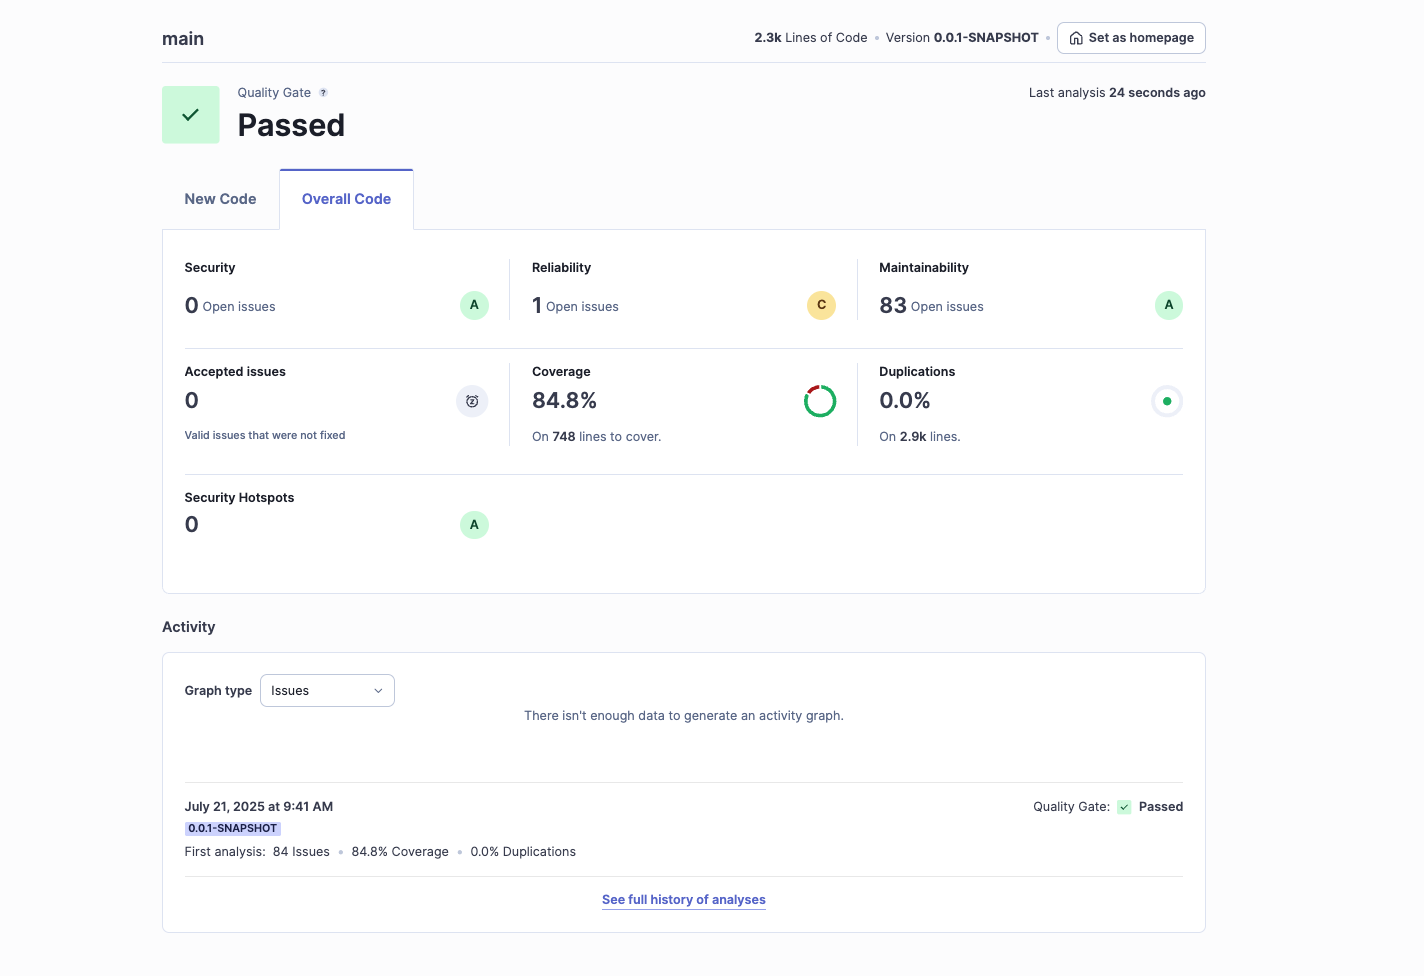 main
2.3k Lines of Code • Version 0.0.1-SNAPSHOT • Set as homepage
Quality Gate ?
Last analysis 24 seconds ago
Passed
New Code
Overall Code
Security
0 Open issues
A
Reliability
1 Open issues
C
Maintainability
83 Open issues
A
Accepted issues
0
Valid issues that were not fixed
Coverage
84.8%
On 748 lines to cover.
Duplications
0.0%
On 2.9k lines.
Security Hotspots
0
A
Activity
Graph type Issues
There isn't enough data to generate an activity graph.
July 21, 2025 at 9:41 AM
Quality Gate: Passed
0.0.1-SNAPSHOT
First analysis: 84 Issues • 84.8% Coverage • 0.0% Duplications
See full history of analyses